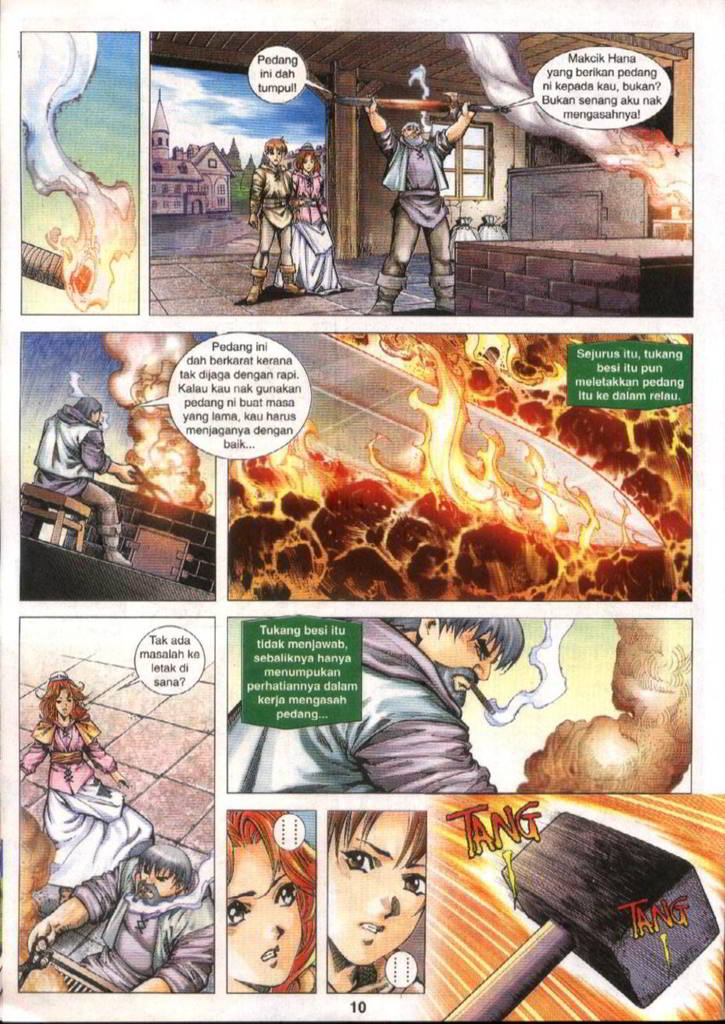 Pedang
ini dah
tumpul!
Makcik Hana
yang berikan pedang
ni kepada kau, bukan?
Bukan senang aku nak
mengasahnya!
Pedang ini
dah berkarat kerana
tak dijaga dengan rapi.
Kalau kau nak gunakan
pedang ni buat masa
yang lama, kau harus
menjaganya dengan
baik...
Sejurus itu, tukang
besi itu pun
meletakkan pedang
itu ke dalam relau.
Tak ada
masalah ke
letak di
sana?
Tukang besi itu
tidak menjawab,
sebaliknya hanya
menumpukan
perhatiannya dalam
kerja mengasah
pedang...
TANG
TANG
10